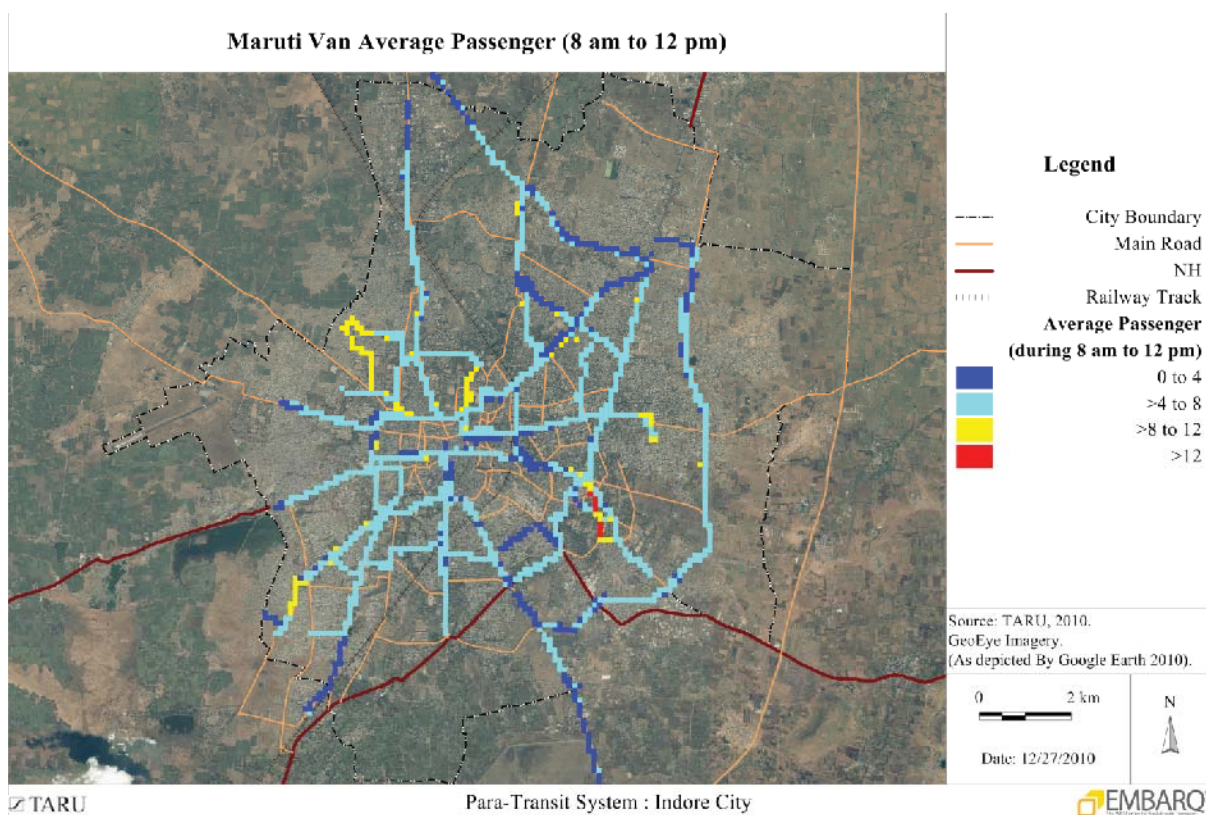 Maruti Van Average Passenger (8 am to 12 pm)
Legend
City Boundary
Main Road
NH
Railway Track
Average Passenger
(during 8 am to 12 pm)
0 to 4
>4 to 8
>8 to 12
>12
Source: TARU, 2010.
GeoEye Imagery.
(As depicted By Google Earth 2010).
0 2 km
N
Date: 12/27/2010
TARU
Para-Transit System : Indore City
EMBARQ